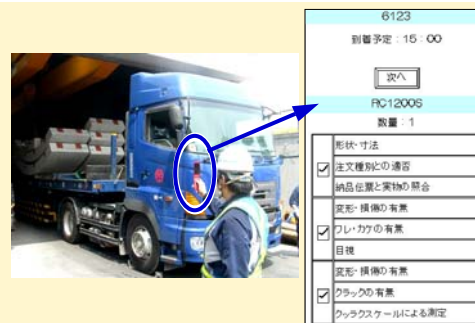 6123
到着予定：15：00
次へ
RC1200S
数量：1
形状・寸法
注文種別との適否
納品伝票と実物の照合
変形・損傷の有無
ワレ・カケの有無
目視
変形・損傷の有無
クラックの有無
クラックスケールによる測定